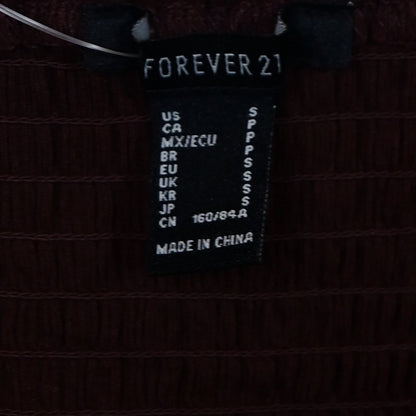 FOREVER 21
US S
CA P
MX/ECU P
BR P
EU S
UK S
KR S
JP S
CN 160/84A
MADE IN CHINA